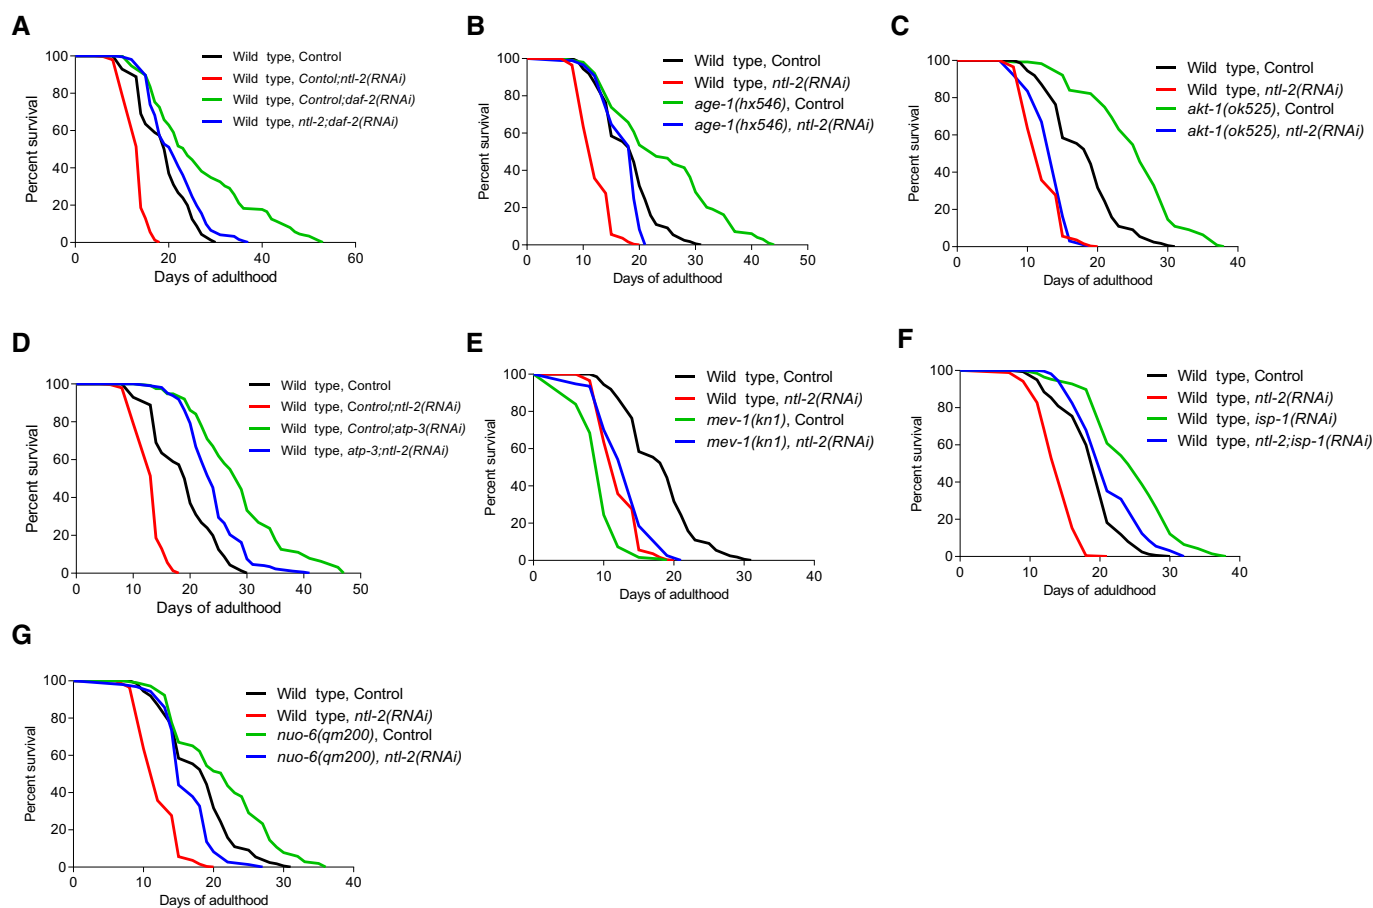 A
Wild type, Control
Wild type, Contol;ntl-2(RNAi)
Wild type, Control;daf-2(RNAi)
Wild type, ntl-2;daf-2(RNAi)
Percent survival
100
80
60
40
20
0
0 20 40 60
Days of adulthood
B
Wild type, Control
Wild type, ntl-2(RNAi)
age-1(hx546), Control
age-1(hx546), ntl-2(RNAi)
Percent survival
100
80
60
40
20
0
0 10 20 30 40 50
Days of adulthood
C
Wild type, Control
Wild type, ntl-2(RNAi)
akt-1(ok525), Control
akt-1(ok525), ntl-2(RNAi)
Percent survival
100
80
60
40
20
0
0 10 20 30 40
Days of adulthood
D
Wild type, Control
Wild type, Control;ntl-2(RNAi)
Wild type, Control;atp-3(RNAi)
Wild type, atp-3;ntl-2(RNAi)
Percent survival
100
80
60
40
20
0
0 10 20 30 40 50
Days of adulthood
E
Wild type, Control
Wild type, ntl-2(RNAi)
mev-1(kn1), Control
mev-1(kn1), ntl-2(RNAi)
Percent survival
100
80
60
40
20
0
0 10 20 30 40
Days of adulthood
F
Wild type, Control
Wild type, ntl-2(RNAi)
Wild type, isp-1(RNAi)
Wild type, ntl-2;isp-1(RNAi)
Percent survival
100
80
60
40
20
0
0 10 20 30 40
Days of aduldhood
G
Wild type, Control
Wild type, ntl-2(RNAi)
nuo-6(qm200), Control
nuo-6(qm200), ntl-2(RNAi)
Percent survival
100
80
60
40
20
0
0 10 20 30 40
Days of adulthood